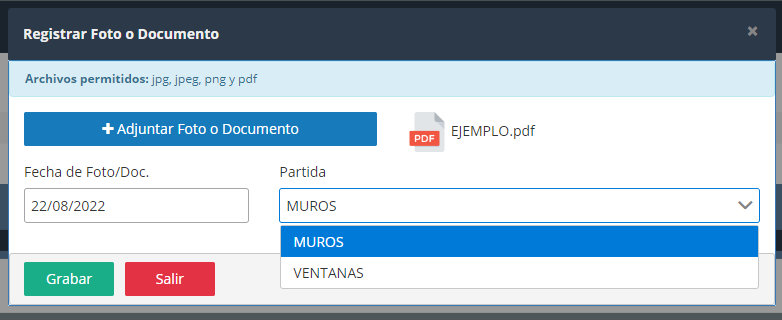 Registrar Foto o Documento
×
Archivos permitidos: jpg, jpeg, png y pdf
+ Adjuntar Foto o Documento
PDF
EJEMPLO.pdf
Fecha de Foto/Doc.
Partida
22/08/2022
MUROS
MUROS
VENTANAS
Grabar
Salir